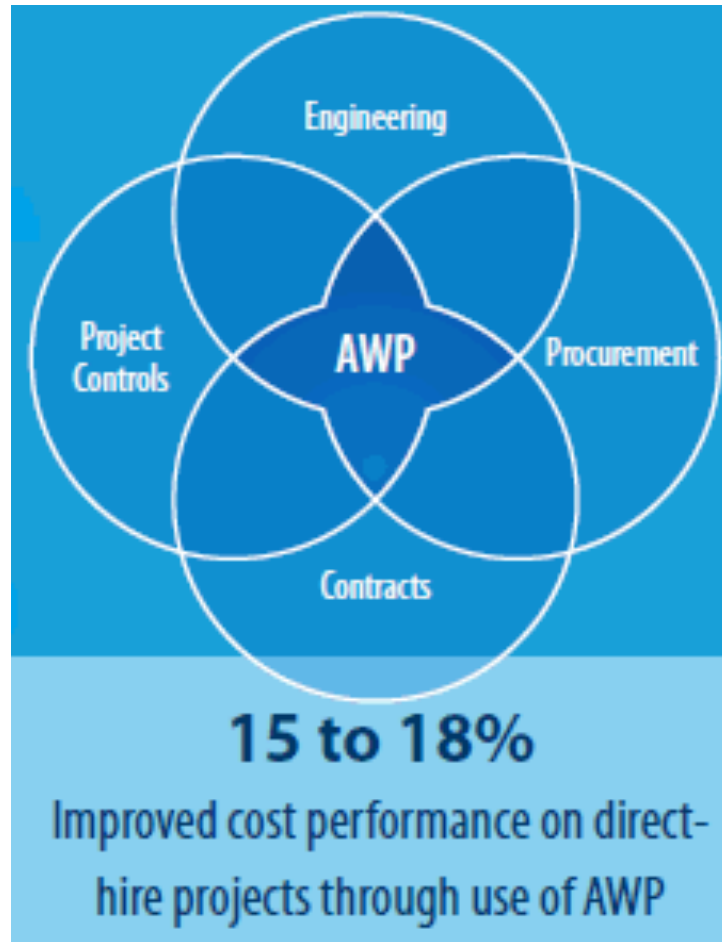 Engineering
Project
Controls
AWP
Procurement
Contracts
15 to 18%
Improved cost performance on direct-
hire projects through use of AWP